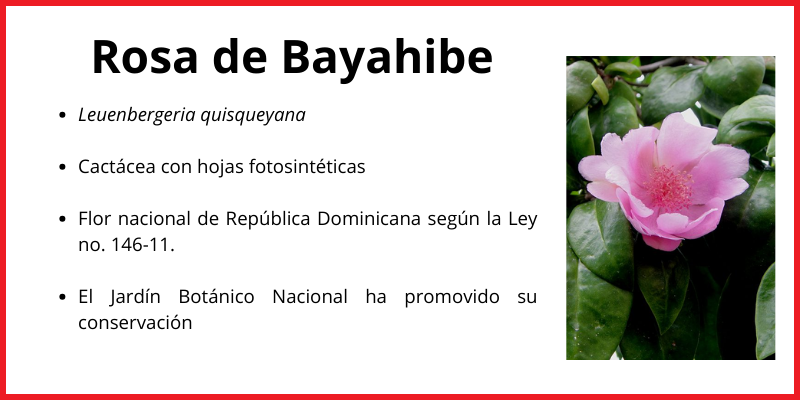 Rosa de Bayahibe
Leuenbergeria quisqueyana
Cactácea con hojas fotosintéticas
Flor nacional de República Dominicana según la Ley
no. 146-11.
El Jardín Botánico Nacional ha promovido su
conservación